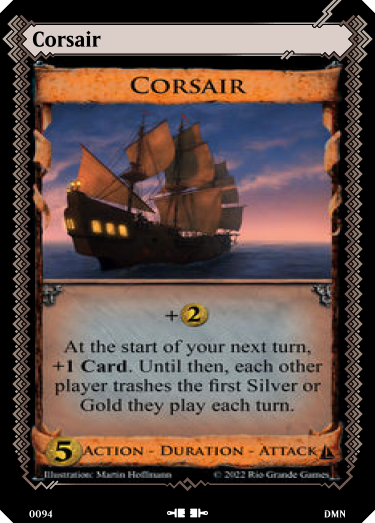 Corsair
CORSAIR
+2
At the start of your next turn,
+1 Card. Until then, each other
player trashes the first Silver or
Gold they play each turn.
5 ACTION - DURATION - ATTACK
Illustration: Martin Hoffmann © 2022 Rio Grande Games
0094 DMN